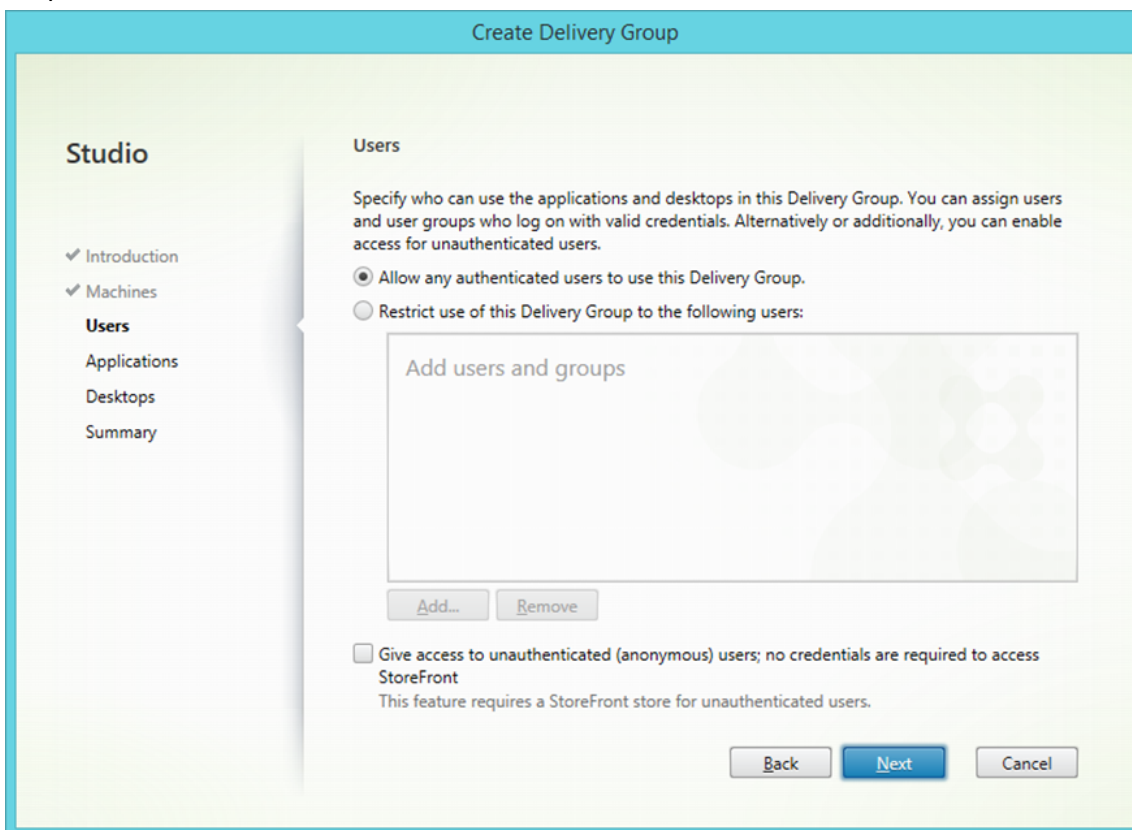 Create Delivery Group
Studio
✔ Introduction
✔ Machines
Users
Applications
Desktops
Summary
Users
Specify who can use the applications and desktops in this Delivery Group. You can assign users
and user groups who log on with valid credentials. Alternatively or additionally, you can enable
access for unauthenticated users.
Allow any authenticated users to use this Delivery Group.
Restrict use of this Delivery Group to the following users:
Add users and groups
Add... Remove
Give access to unauthenticated (anonymous) users; no credentials are required to access
StoreFront
This feature requires a StoreFront store for unauthenticated users.
Back Next Cancel